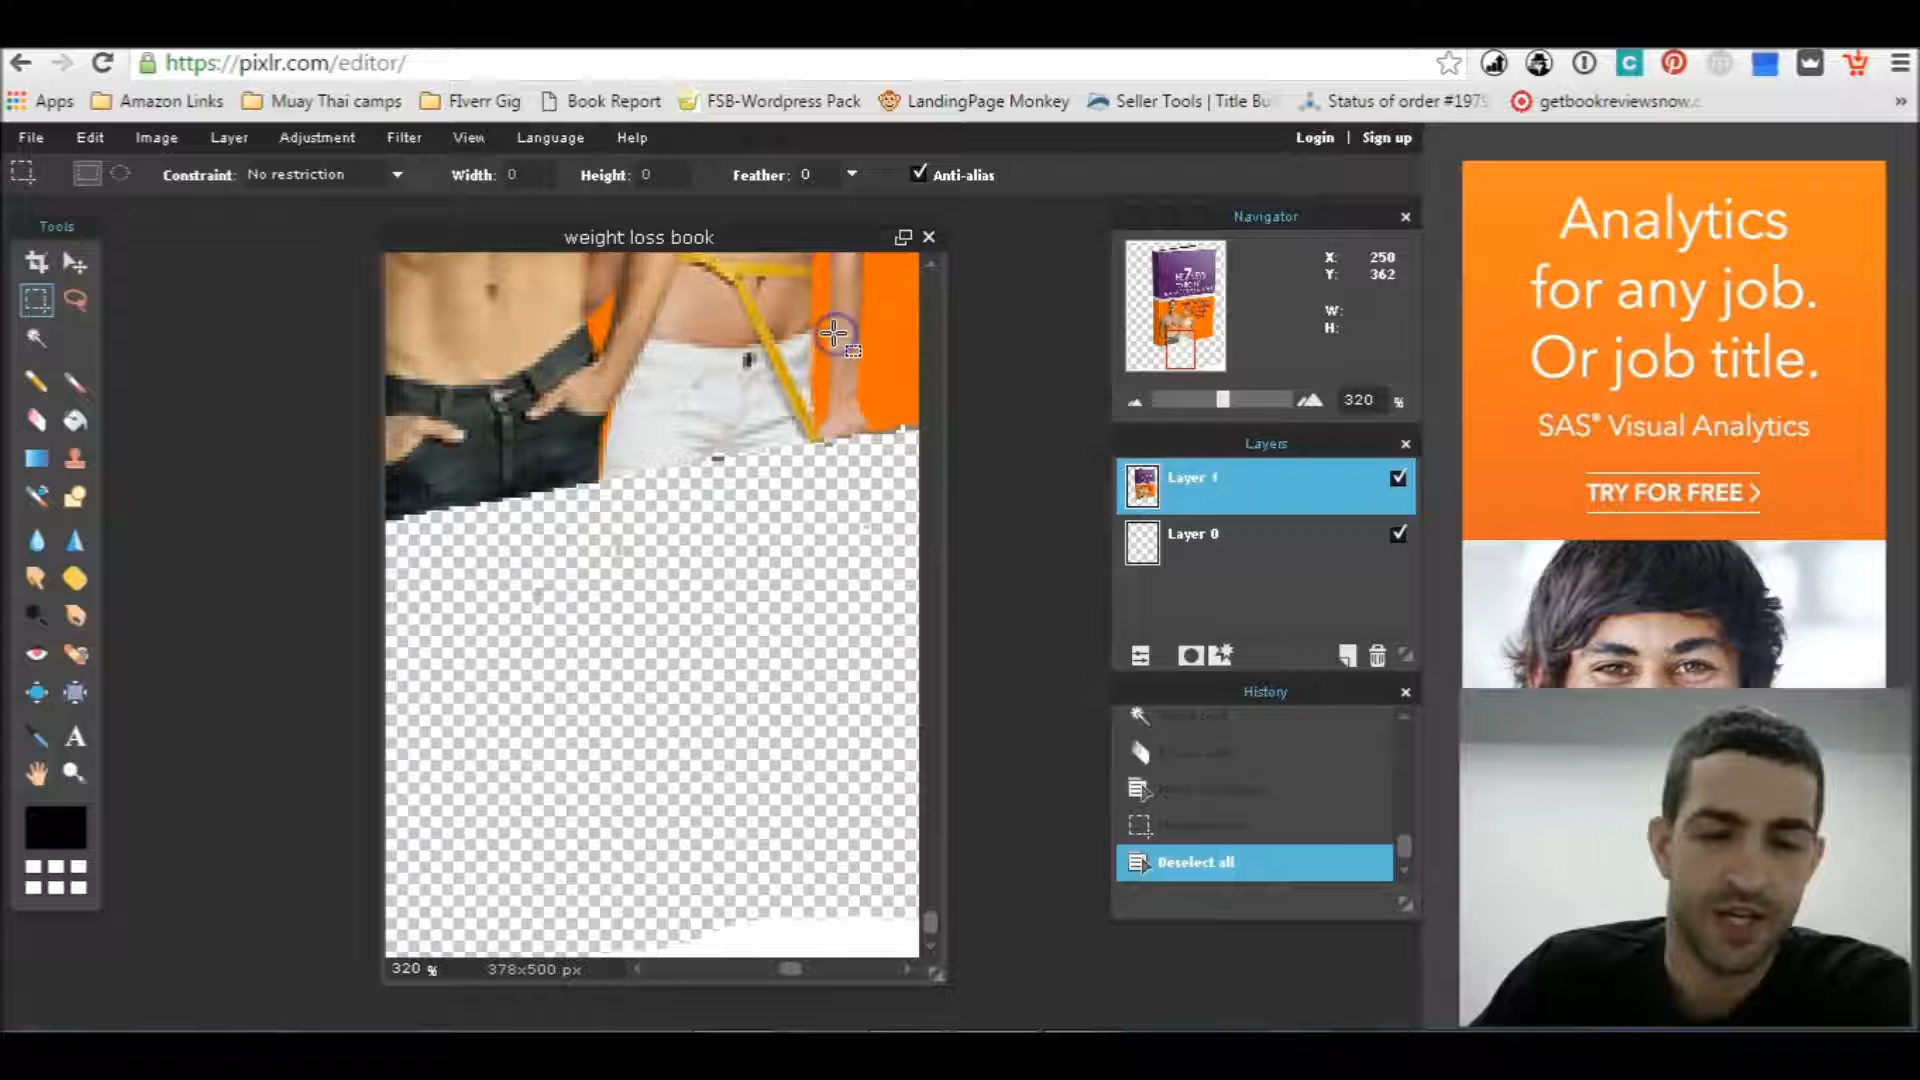 https://pixlr.com/editor/
Apps Amazon Links Muay Thai camps FIverr Gig Book Report FSB-Wordpress Pack LandingPage Monkey Seller Tools | Title Bu Status of order #1979 getbookreviewsnow.c »
File Edit Image Layer Adjustment Filter View Language Help Login | Sign up
Constraint: No restriction Width: 0 Height: 0 Feather: 0 Anti-alias
Tools
weight loss book
Navigator
X: 250
Y: 362
W:
H:
320 %
Layers
Layer 1
Layer 0
History
Deselect all
A
320 % 378x500 px
Analytics
for any job.
Or job title.
SAS® Visual Analytics
TRY FOR FREE >